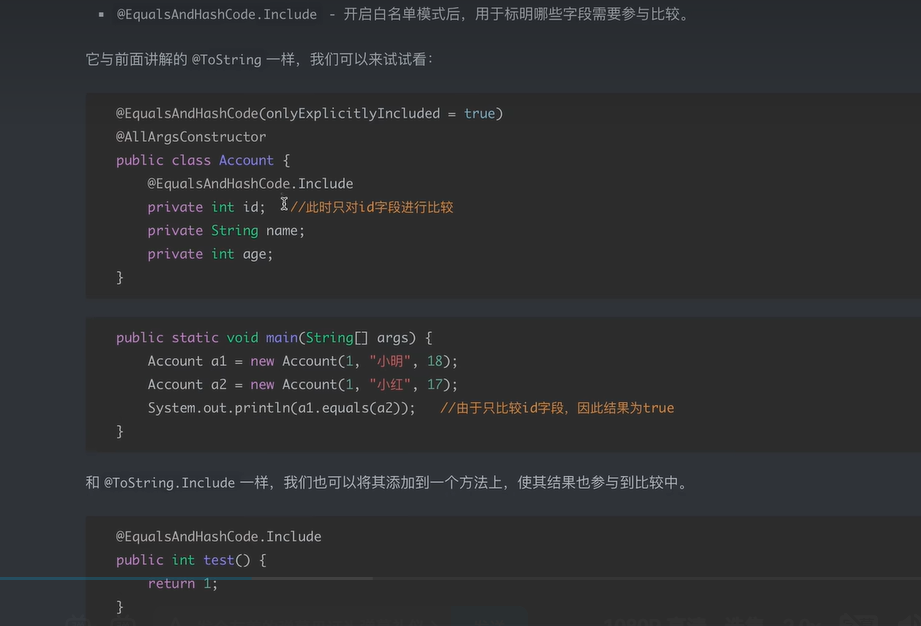 ▪ @EqualsAndHashCode.Include - 开启白名单模式后，用于标明哪些字段需要参与比较。
它与前面讲解的 @ToString 一样，我们可以来试试看：
@EqualsAndHashCode(onlyExplicitlyIncluded = true)
@AllArgsConstructor
public class Account {
    @EqualsAndHashCode.Include
    private int id;   //此时只对id字段进行比较
    private String name;
    private int age;
}
public static void main(String[] args) {
    Account a1 = new Account(1, "小明", 18);
    Account a2 = new Account(1, "小红", 17);
    System.out.println(a1.equals(a2));   //由于只比较id字段，因此结果为true
}
和 @ToString.Include 一样，我们也可以将其添加到一个方法上，使其结果也参与到比较中。
@EqualsAndHashCode.Include
public int test() {
    return 1;
}